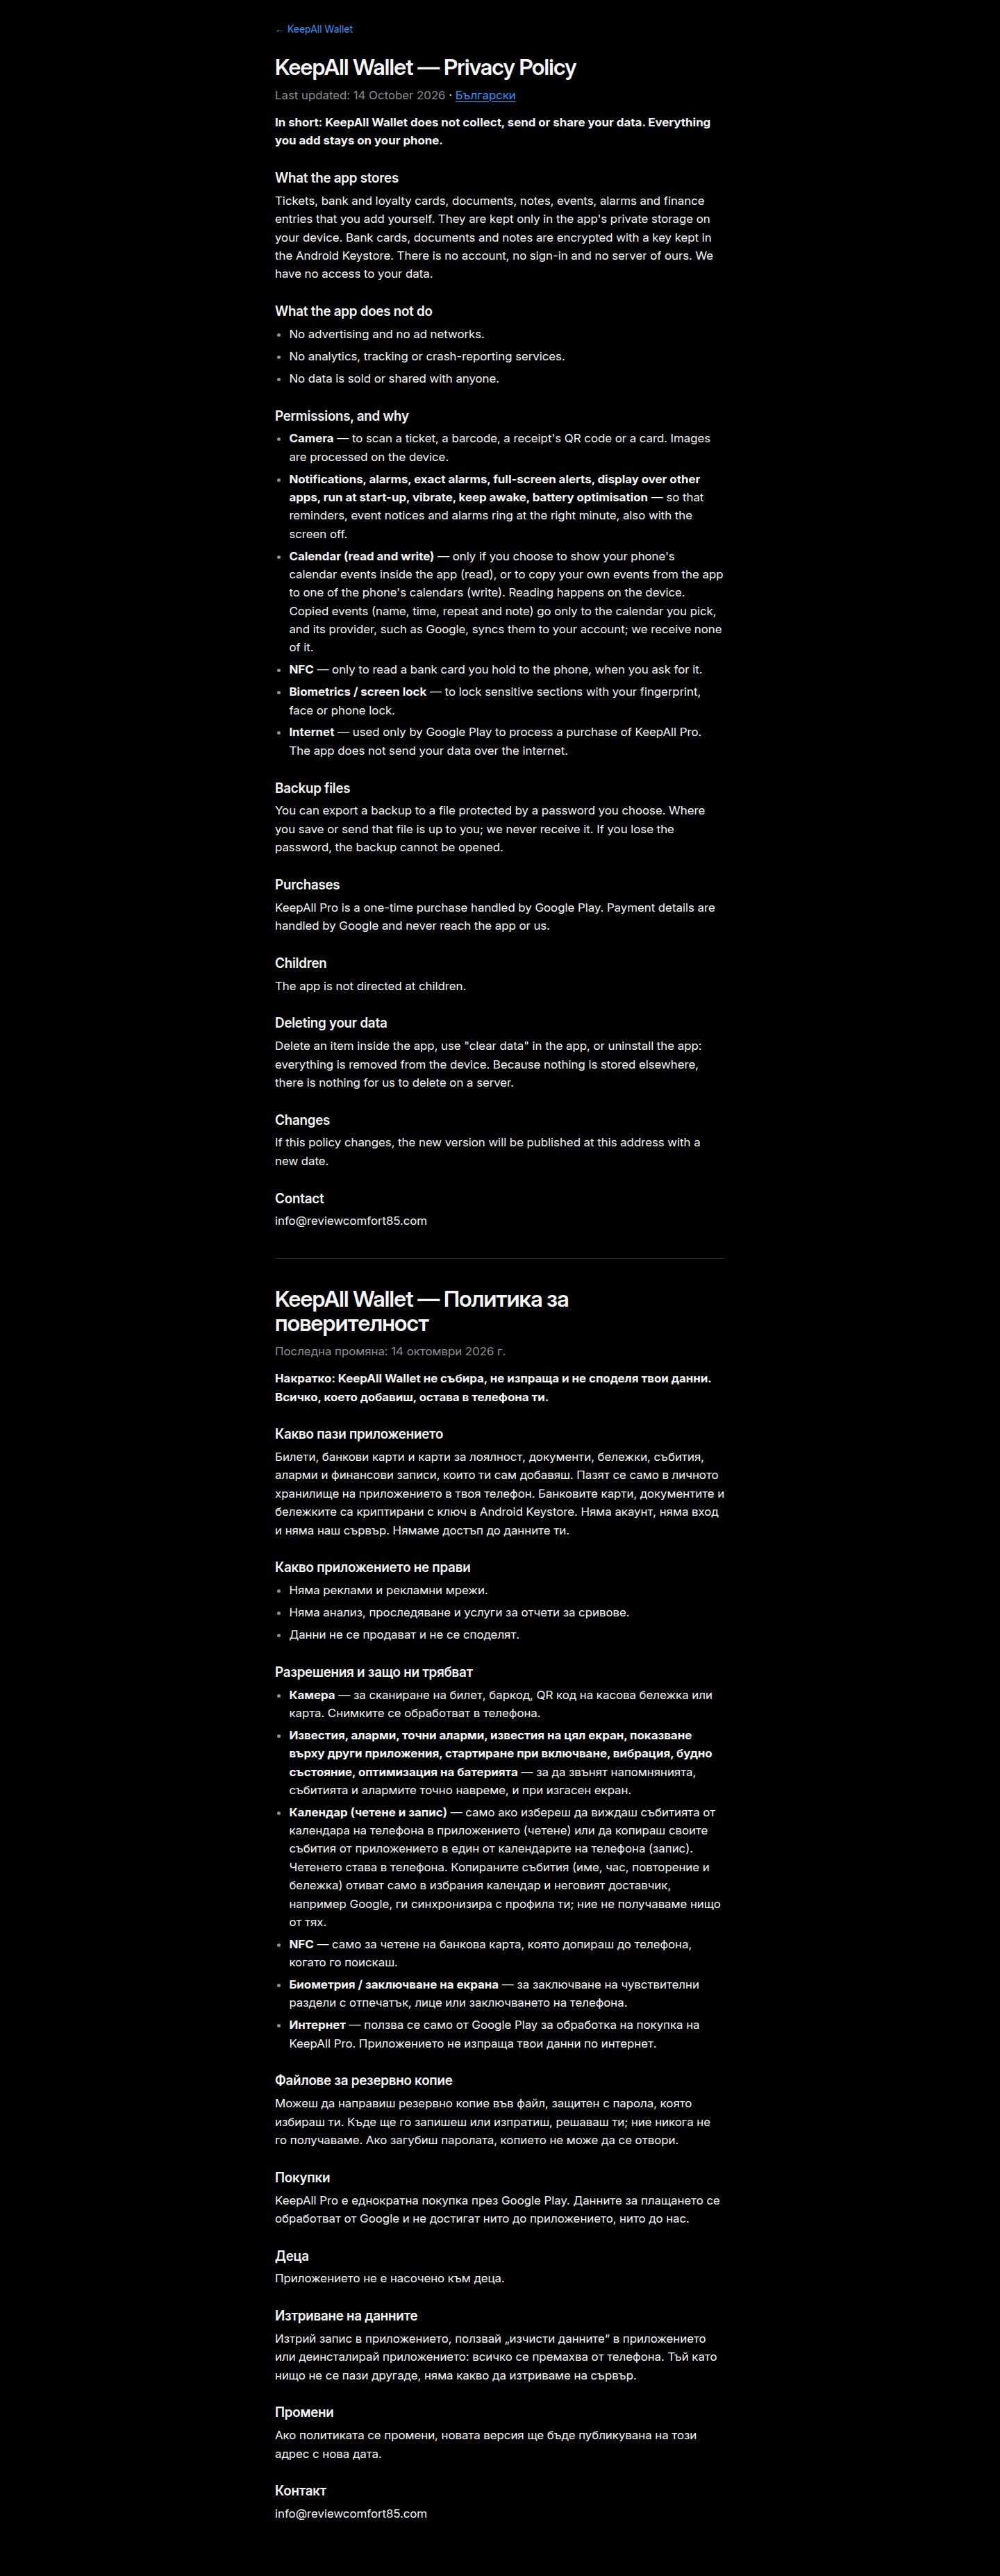 ← KeepAll Wallet
KeepAll Wallet — Privacy Policy
Last updated: 14 October 2026 · Български
In short: KeepAll Wallet does not collect, send or share your data. Everything
you add stays on your phone.
What the app stores
Tickets, bank and loyalty cards, documents, notes, events, alarms and finance
entries that you add yourself. They are kept only in the app's private storage on
your device. Bank cards, documents and notes are encrypted with a key kept in
the Android Keystore. There is no account, no sign-in and no server of ours. We
have no access to your data.
What the app does not do
• No advertising and no ad networks.
• No analytics, tracking or crash-reporting services.
• No data is sold or shared with anyone.
Permissions, and why
• Camera — to scan a ticket, a barcode, a receipt's QR code or a card. Images
are processed on the device.
• Notifications, alarms, exact alarms, full-screen alerts, display over other
apps, run at start-up, vibrate, keep awake, battery optimisation — so that
reminders, event notices and alarms ring at the right minute, also with the
screen off.
• Calendar (read and write) — only if you choose to show your phone's
calendar events inside the app (read), or to copy your own events from the app
to one of the phone's calendars (write). Reading happens on the device.
Copied events (name, time, repeat and note) go only to the calendar you pick,
and its provider, such as Google, syncs them to your account; we receive none
of it.
• NFC — only to read a bank card you hold to the phone, when you ask for it.
• Biometrics / screen lock — to lock sensitive sections with your fingerprint,
face or phone lock.
• Internet — used only by Google Play to process a purchase of KeepAll Pro.
The app does not send your data over the internet.
Backup files
You can export a backup to a file protected by a password you choose. Where
you save or send that file is up to you; we never receive it. If you lose the
password, the backup cannot be opened.
Purchases
KeepAll Pro is a one-time purchase handled by Google Play. Payment details are
handled by Google and never reach the app or us.
Children
The app is not directed at children.
Deleting your data
Delete an item inside the app, use "clear data" in the app, or uninstall the app:
everything is removed from the device. Because nothing is stored elsewhere,
there is nothing for us to delete on a server.
Changes
If this policy changes, the new version will be published at this address with a
new date.
Contact
info@reviewcomfort85.com
KeepAll Wallet — Политика за
поверителност
Последна промяна: 14 октомври 2026 г.
Накратко: KeepAll Wallet не събира, не изпраща и не споделя твои данни.
Всичко, което добавиш, остава в телефона ти.
Какво пази приложението
Билети, банкови карти и карти за лоялност, документи, бележки, събития,
аларми и финансови записи, които ти сам добавяш. Пазят се само в личното
хранилище на приложението в твоя телефон. Банковите карти, документите и
бележките са криптирани с ключ в Android Keystore. Няма акаунт, няма вход
и няма наш сървър. Нямаме достъп до данните ти.
Какво приложението не прави
• Няма реклами и рекламни мрежи.
• Няма анализ, проследяване и услуги за отчети за сривове.
• Данни не се продават и не се споделят.
Разрешения и защо ни трябват
• Камера — за сканиране на билет, баркод, QR код на касова бележка или
карта. Снимките се обработват в телефона.
• Известия, аларми, точни аларми, известия на цял екран, показване
върху други приложения, стартиране при включване, вибрация, будно
състояние, оптимизация на батерията — за да звънят напомнянията,
събитията и алармите точно навреме, и при изгасен екран.
• Календар (четене и запис) — само ако избереш да виждаш събитията от
календара на телефона в приложението (четене) или да копираш своите
събития от приложението в един от календарите на телефона (запис).
Четенето става в телефона. Копираните събития (име, час, повторение и
бележка) отиват само в избрания календар и неговият доставчик,
например Google, ги синхронизира с профила ти; ние не получаваме нищо
от тях.
• NFC — само за четене на банкова карта, която допираш до телефона,
когато го поискаш.
• Биометрия / заключване на екрана — за заключване на чувствителни
раздели с отпечатък, лице или заключването на телефона.
• Интернет — ползва се само от Google Play за обработка на покупка на
KeepAll Pro. Приложението не изпраща твои данни по интернет.
Файлове за резервно копие
Можеш да направиш резервно копие във файл, защитен с парола, която
избираш ти. Къде ще го запишеш или изпратиш, решаваш ти; ние никога не
го получаваме. Ако загубиш паролата, копието не може да се отвори.
Покупки
KeepAll Pro е еднократна покупка през Google Play. Данните за плащането се
обработват от Google и не достигат нито до приложението, нито до нас.
Деца
Приложението не е насочено към деца.
Изтриване на данните
Изтрий запис в приложението, ползвай „изчисти данните“ в приложението
или деинсталирай приложението: всичко се премахва от телефона. Тъй като
нищо не се пази другаде, няма какво да изтриваме на сървър.
Промени
Ако политиката се промени, новата версия ще бъде публикувана на този
адрес с нова дата.
Контакт
info@reviewcomfort85.com